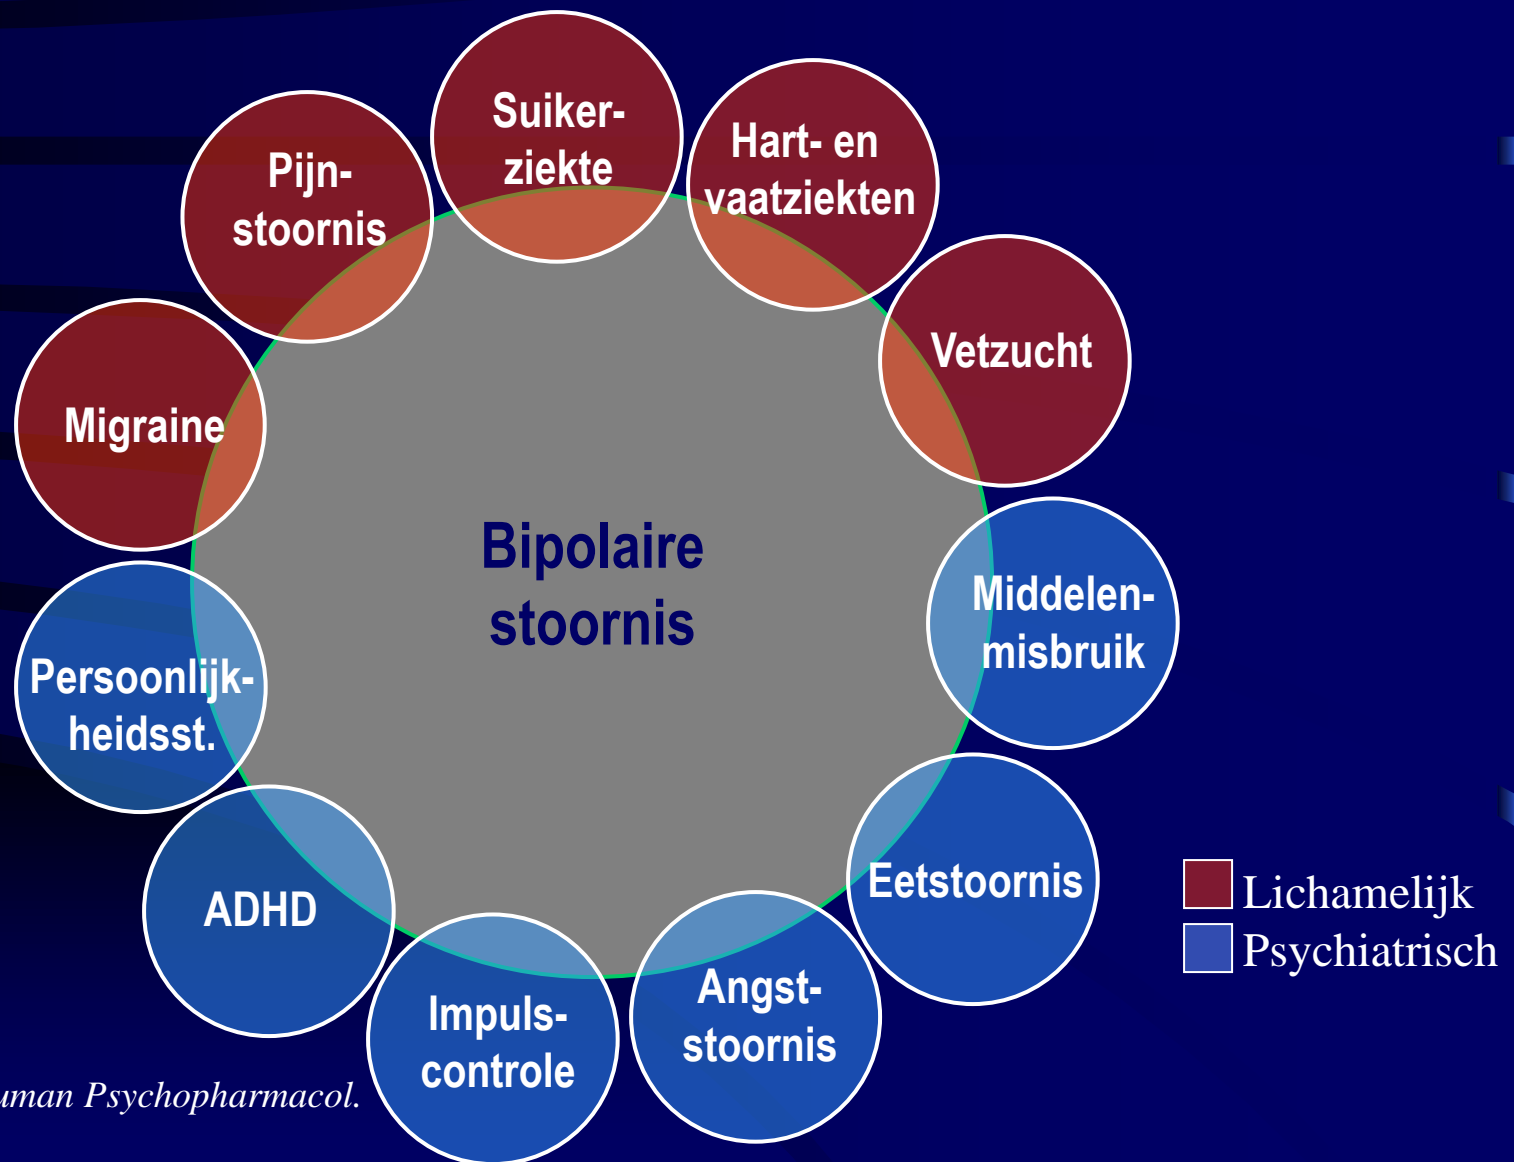 Suiker-
ziekte
Hart- en
vaatziekten
Pijn-
stoornis
Vetzucht
Migraine
Bipolaire
stoornis
Middelen-
misbruik
Persoonlijk-
heidsst.
Eetstoornis
ADHD
Angst-
stoornis
Impuls-
controle
Lichamelijk
Psychiatrisch
Psychopharmacol.